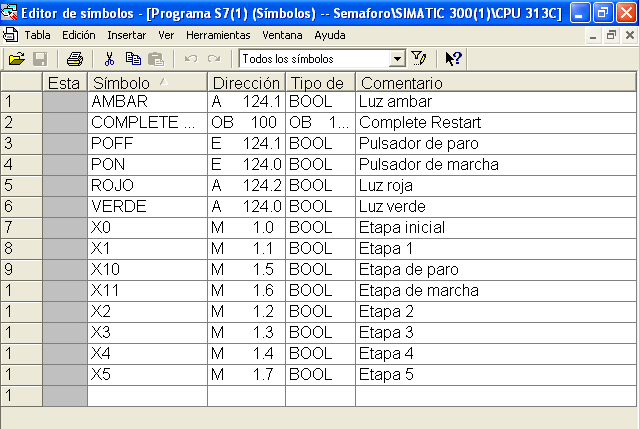 Editor de símbolos - [Programa S7(1) (Símbolos) -- Semaforo\SIMATIC 300(1)\CPU 313C]
Tabla Edición Insertar Ver Herramientas Ventana Ayuda
Todos los símbolos
Esta Símbolo Dirección Tipo de Comentario
1 AMBAR A 124.1 BOOL Luz ambar
2 COMPLETE ... OB 100 OB 1... Complete Restart
3 POFF E 124.1 BOOL Pulsador de paro
4 PON E 124.0 BOOL Pulsador de marcha
5 ROJO A 124.2 BOOL Luz roja
6 VERDE A 124.0 BOOL Luz verde
7 X0 M 1.0 BOOL Etapa inicial
8 X1 M 1.1 BOOL Etapa 1
9 X10 M 1.5 BOOL Etapa de paro
1 X11 M 1.6 BOOL Etapa de marcha
1 X2 M 1.2 BOOL Etapa 2
1 X3 M 1.3 BOOL Etapa 3
1 X4 M 1.4 BOOL Etapa 4
1 X5 M 1.7 BOOL Etapa 5
1